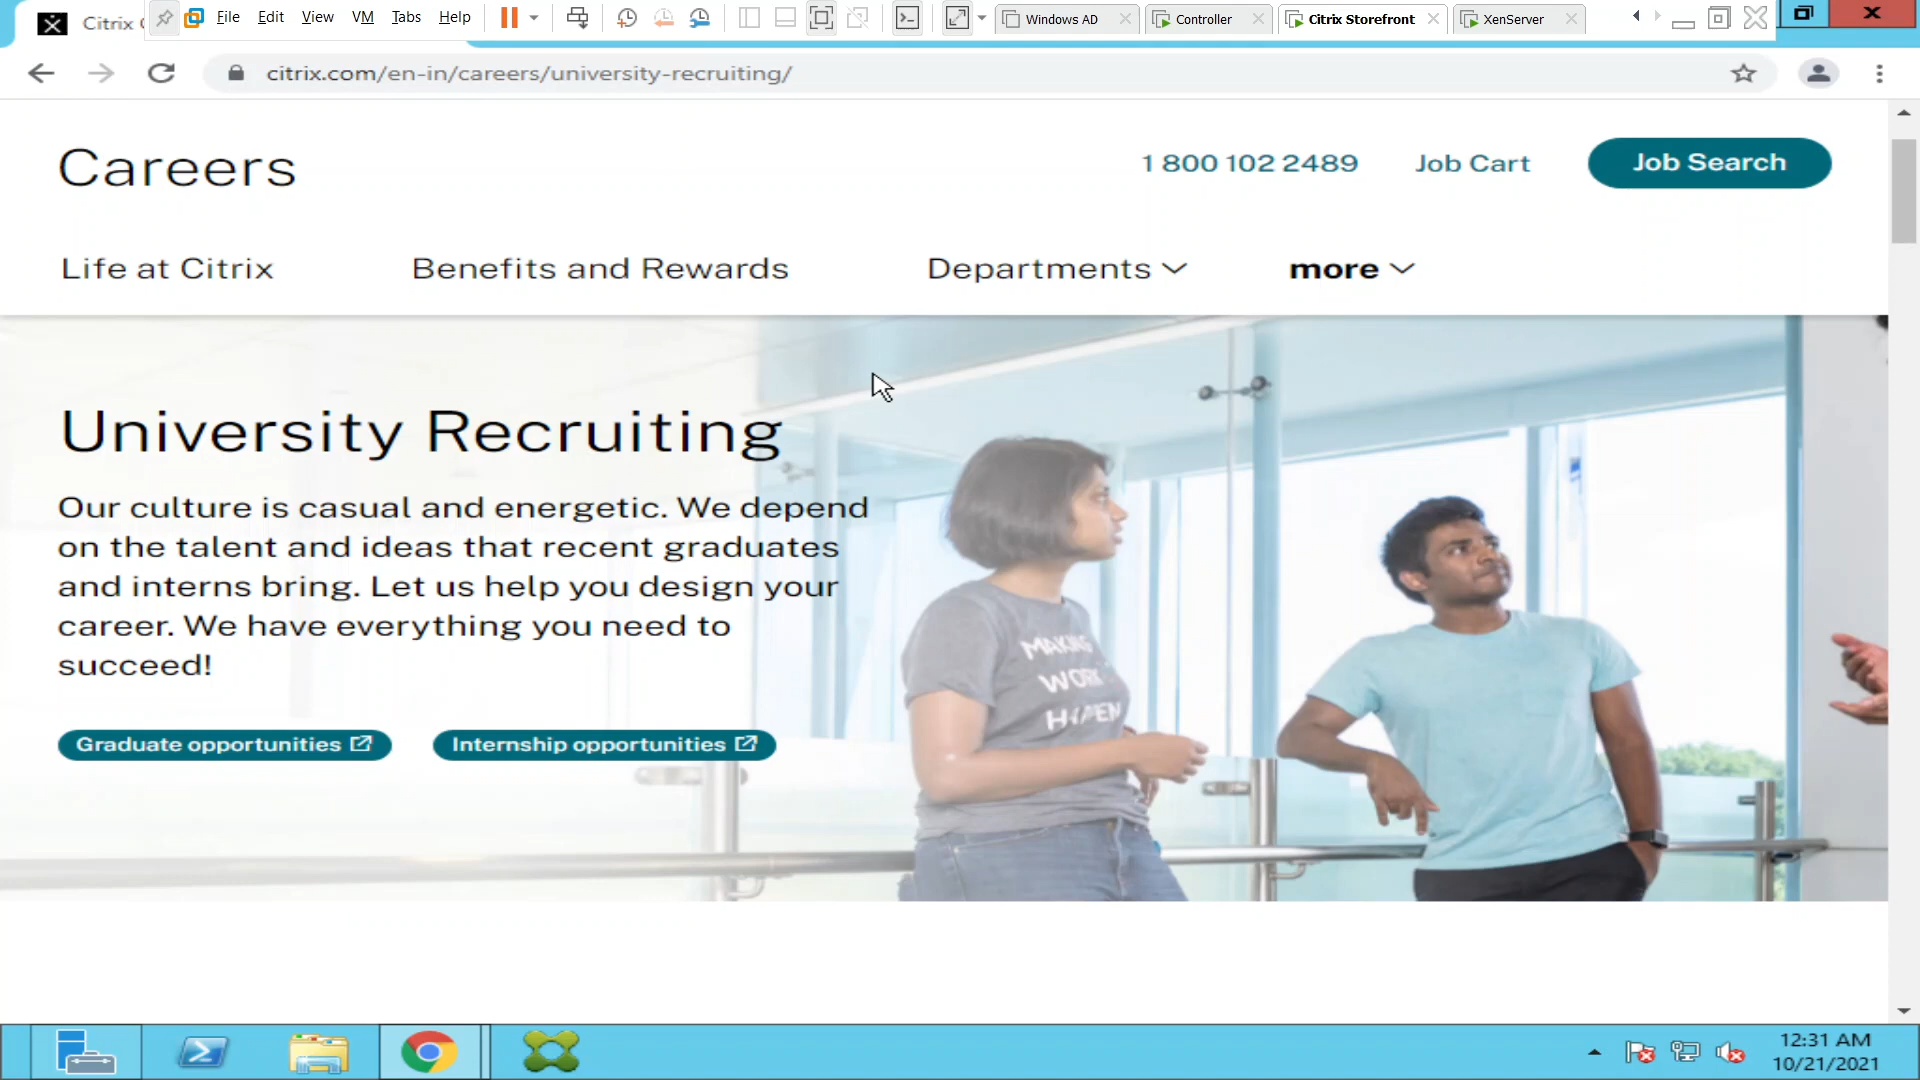 Citrix
File Edit View VM Tabs Help
Windows AD
Controller
Citrix Storefront
XenServer
citrix.com/en-in/careers/university-recruiting/
Careers
1 800 102 2489
Job Cart
Job Search
Life at Citrix
Benefits and Rewards
Departments
more
University Recruiting
Our culture is casual and energetic. We depend
on the talent and ideas that recent graduates
and interns bring. Let us help you design your
career. We have everything you need to
succeed!
Graduate opportunities
Internship opportunities
MAKING
WORK
HAPPEN
12:31 AM
10/21/2021